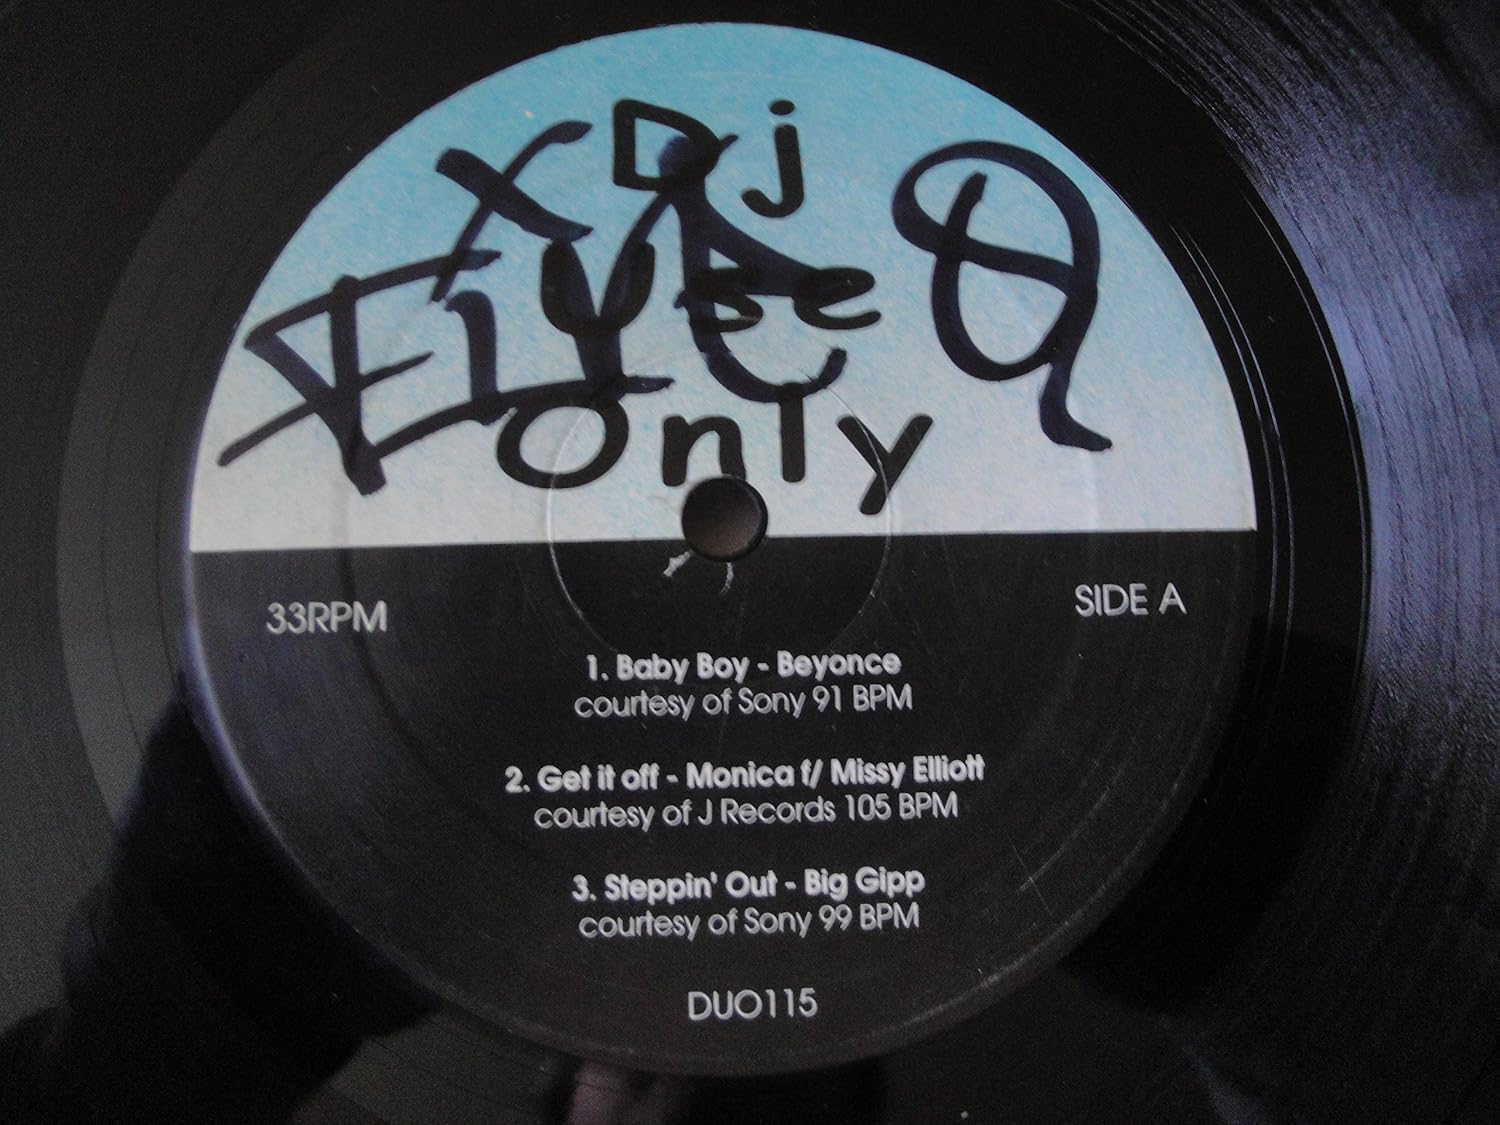 Dj
Use
Only
33RPM
SIDE A
1. Baby Boy - Beyonce
courtesy of Sony 91 BPM
2. Get it off - Monica f/ Missy Elliott
courtesy of J Records 105 BPM
3. Steppin' Out - Big Gipp
courtesy of Sony 99 BPM
DUO115